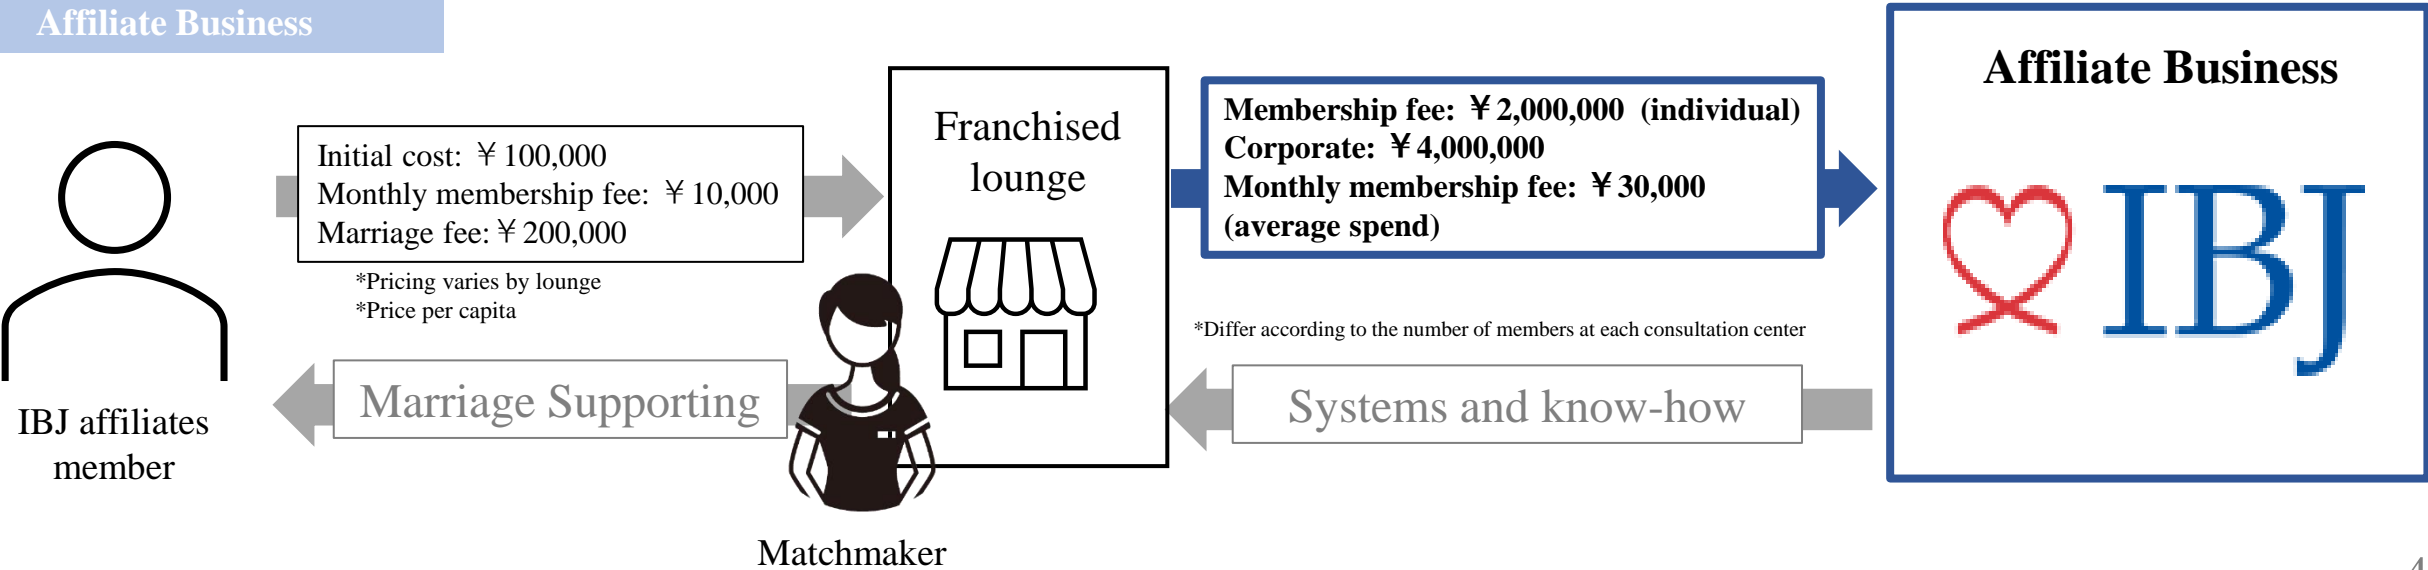 Affiliate Business
Initial cost: ￥100,000
Monthly membership fee: ￥10,000
Marriage fee:￥200,000
*Pricing varies by lounge
*Price per capita
Marriage Supporting
IBJ affiliates
member
Matchmaker
Franchised
lounge
Membership fee: ￥2,000,000 (individual)
Corporate: ￥4,000,000
Monthly membership fee: ￥30,000
(average spend)
*Differ according to the number of members at each consultation center
Systems and know-how
Affiliate Business
IBJ